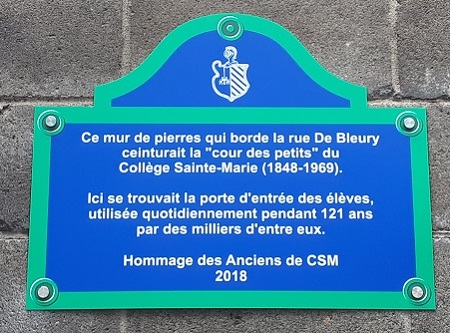 Ce mur de pierres qui borde la rue De Bleury
ceinturait la "cour des petits" du
Collège Sainte-Marie (1848-1969).
Ici se trouvait la porte d'entrée des élèves,
utilisée quotidiennement pendant 121 ans
par des milliers d'entre eux.
Hommage des Anciens de CSM
2018